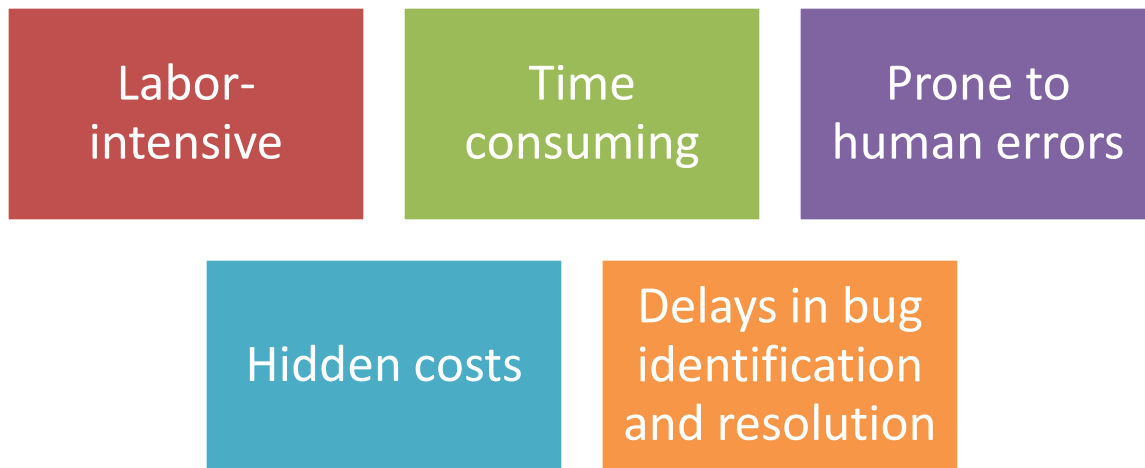 Labor-
intensive
Time
consuming
Prone to
human errors
Hidden costs
Delays in bug
identification
and resolution